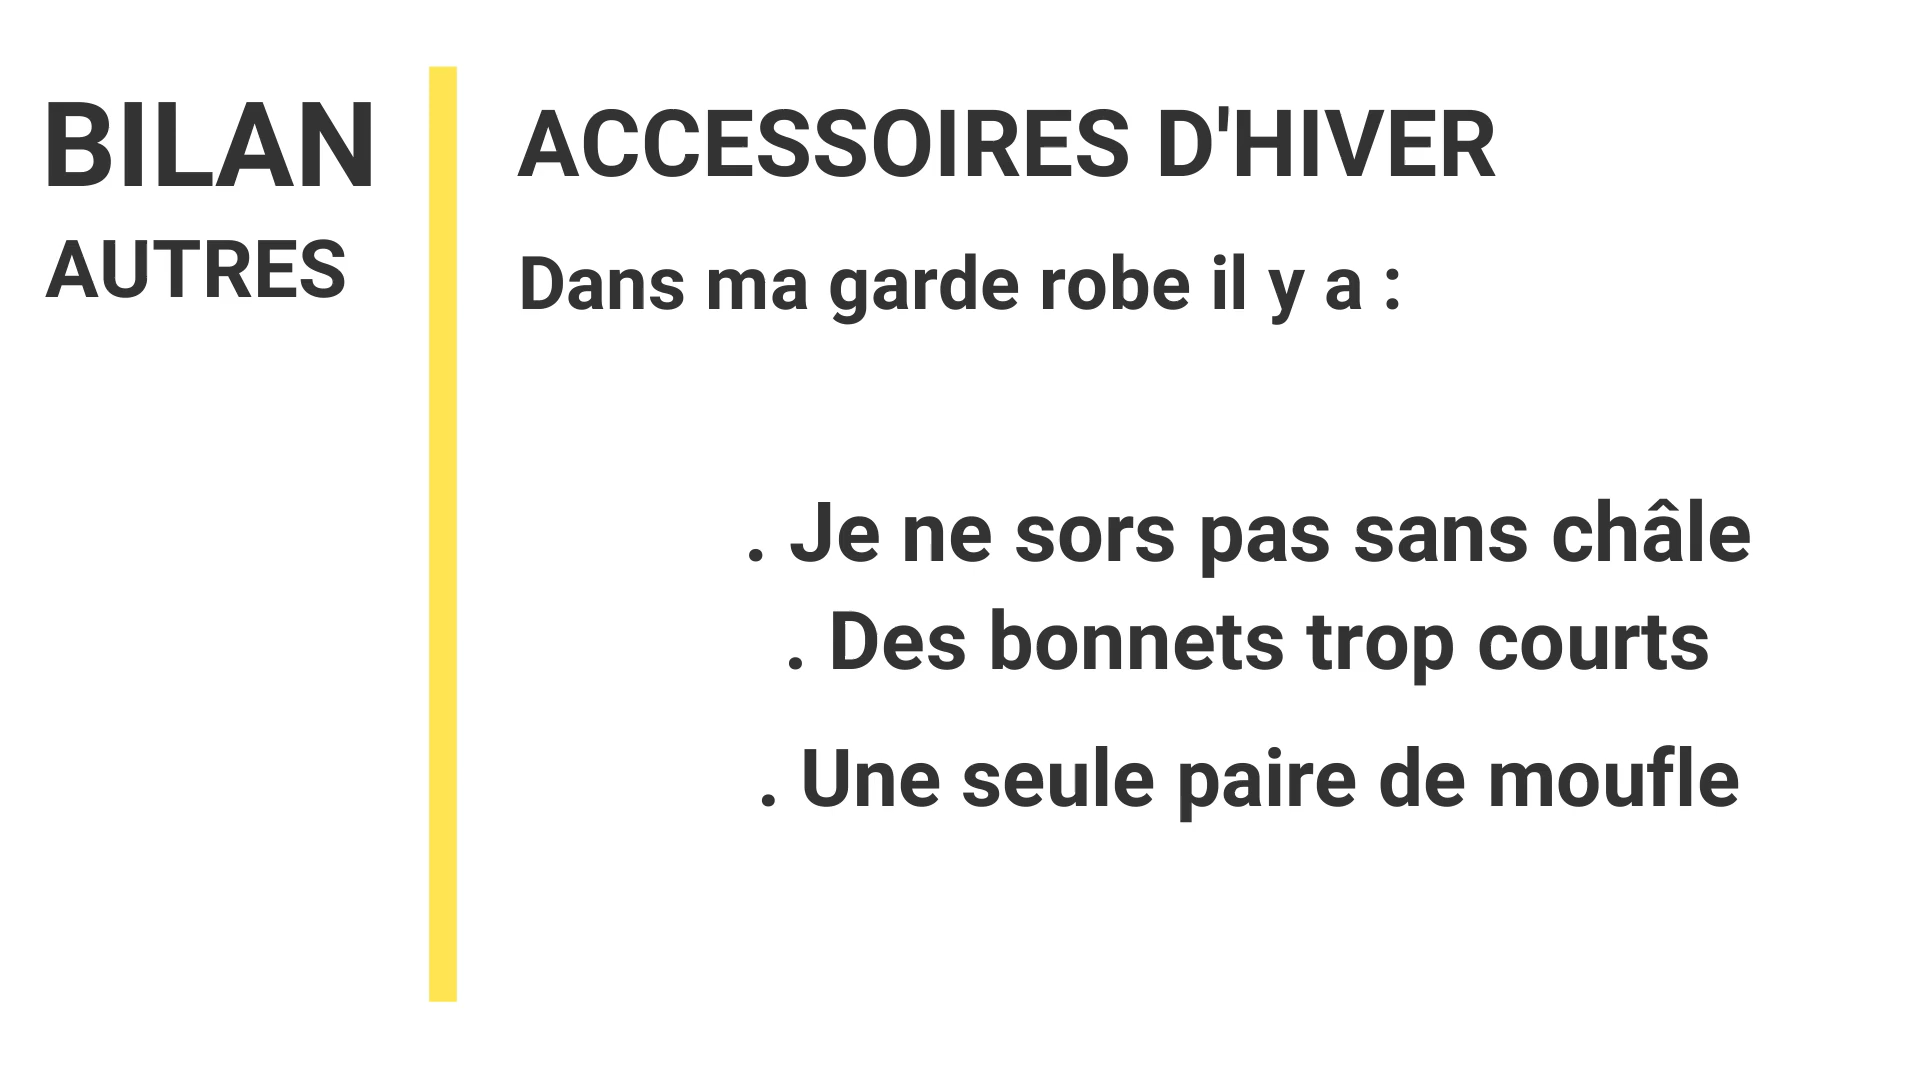 BILAN
AUTRES
ACCESSOIRES D'HIVER
Dans ma garde robe il y a :
. Je ne sors pas sans châle
. Des bonnets trop courts
. Une seule paire de moufle